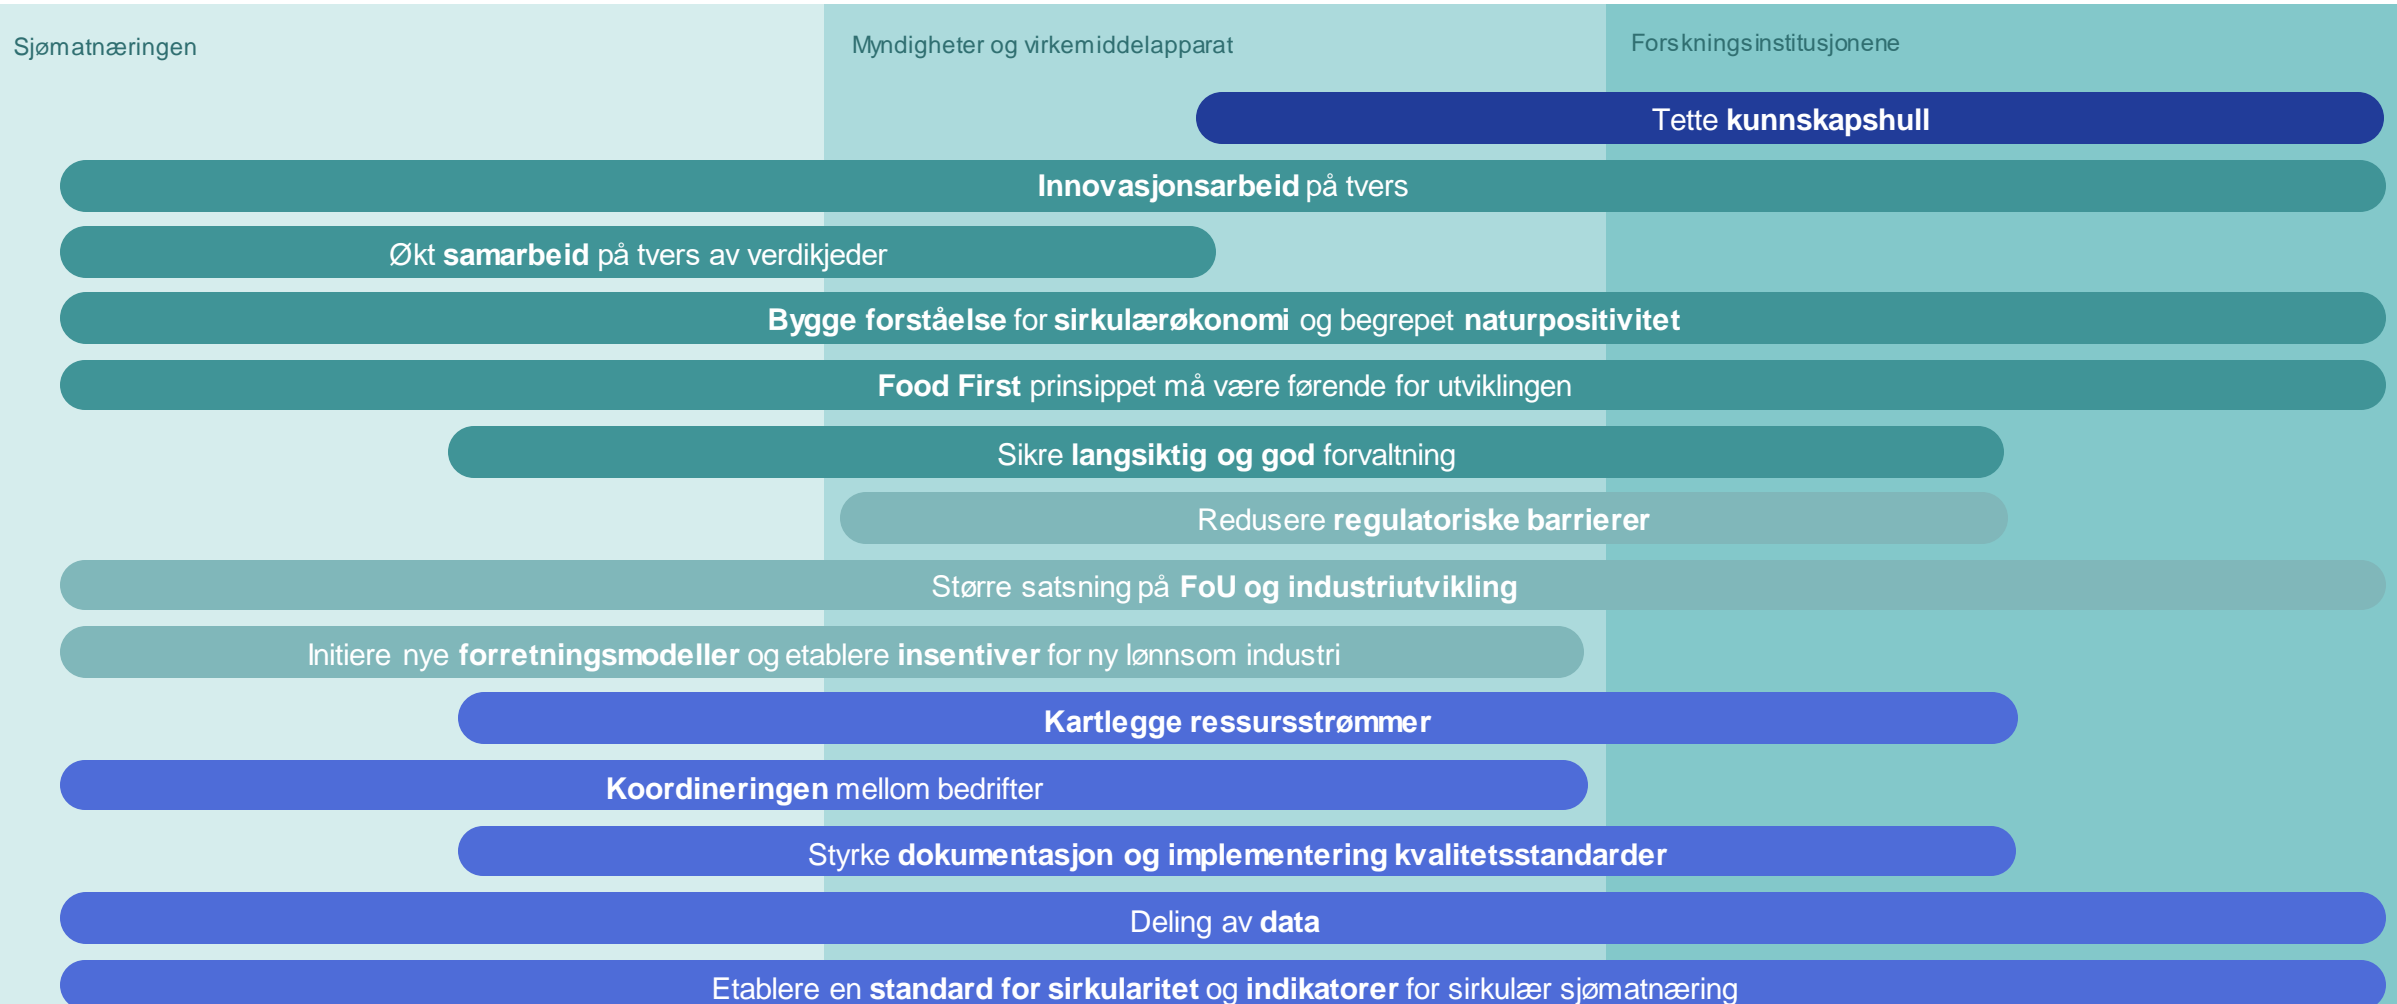 Sjømatnæringen
Myndigheter og virkemiddelapparat
Forskningsinstitusjonene
Tette kunnskapshull
Innovasjonsarbeid på tvers
Økt samarbeid på tvers av verdikjeder
Bygge forståelse for sirkulærøkonomi og begrepet naturpositivitet
Food First prinsippet må være førende for utviklingen
Sikre langsiktig og god forvaltning
Redusere regulatoriske barrierer
Større satsning på FoU og industriutvikling
Initiere nye forretningsmodeller og etablere insentiver for ny lønnsom industri
Kartlegge ressursstrømmer
Koordineringen mellom bedrifter
Styrke dokumentasjon og implementering kvalitetsstandarder
Deling av data
Etablere en standard for sirkularitet og indikatorer for sirkulær sjømatnæring